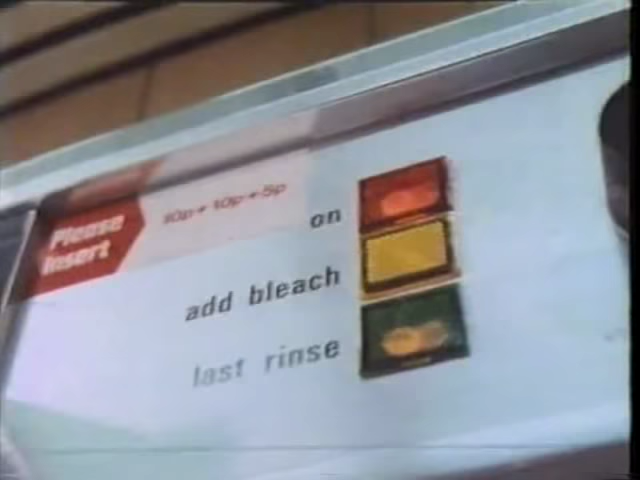 Please
insert
10p + 10p + 5p
on
add bleach
last rinse